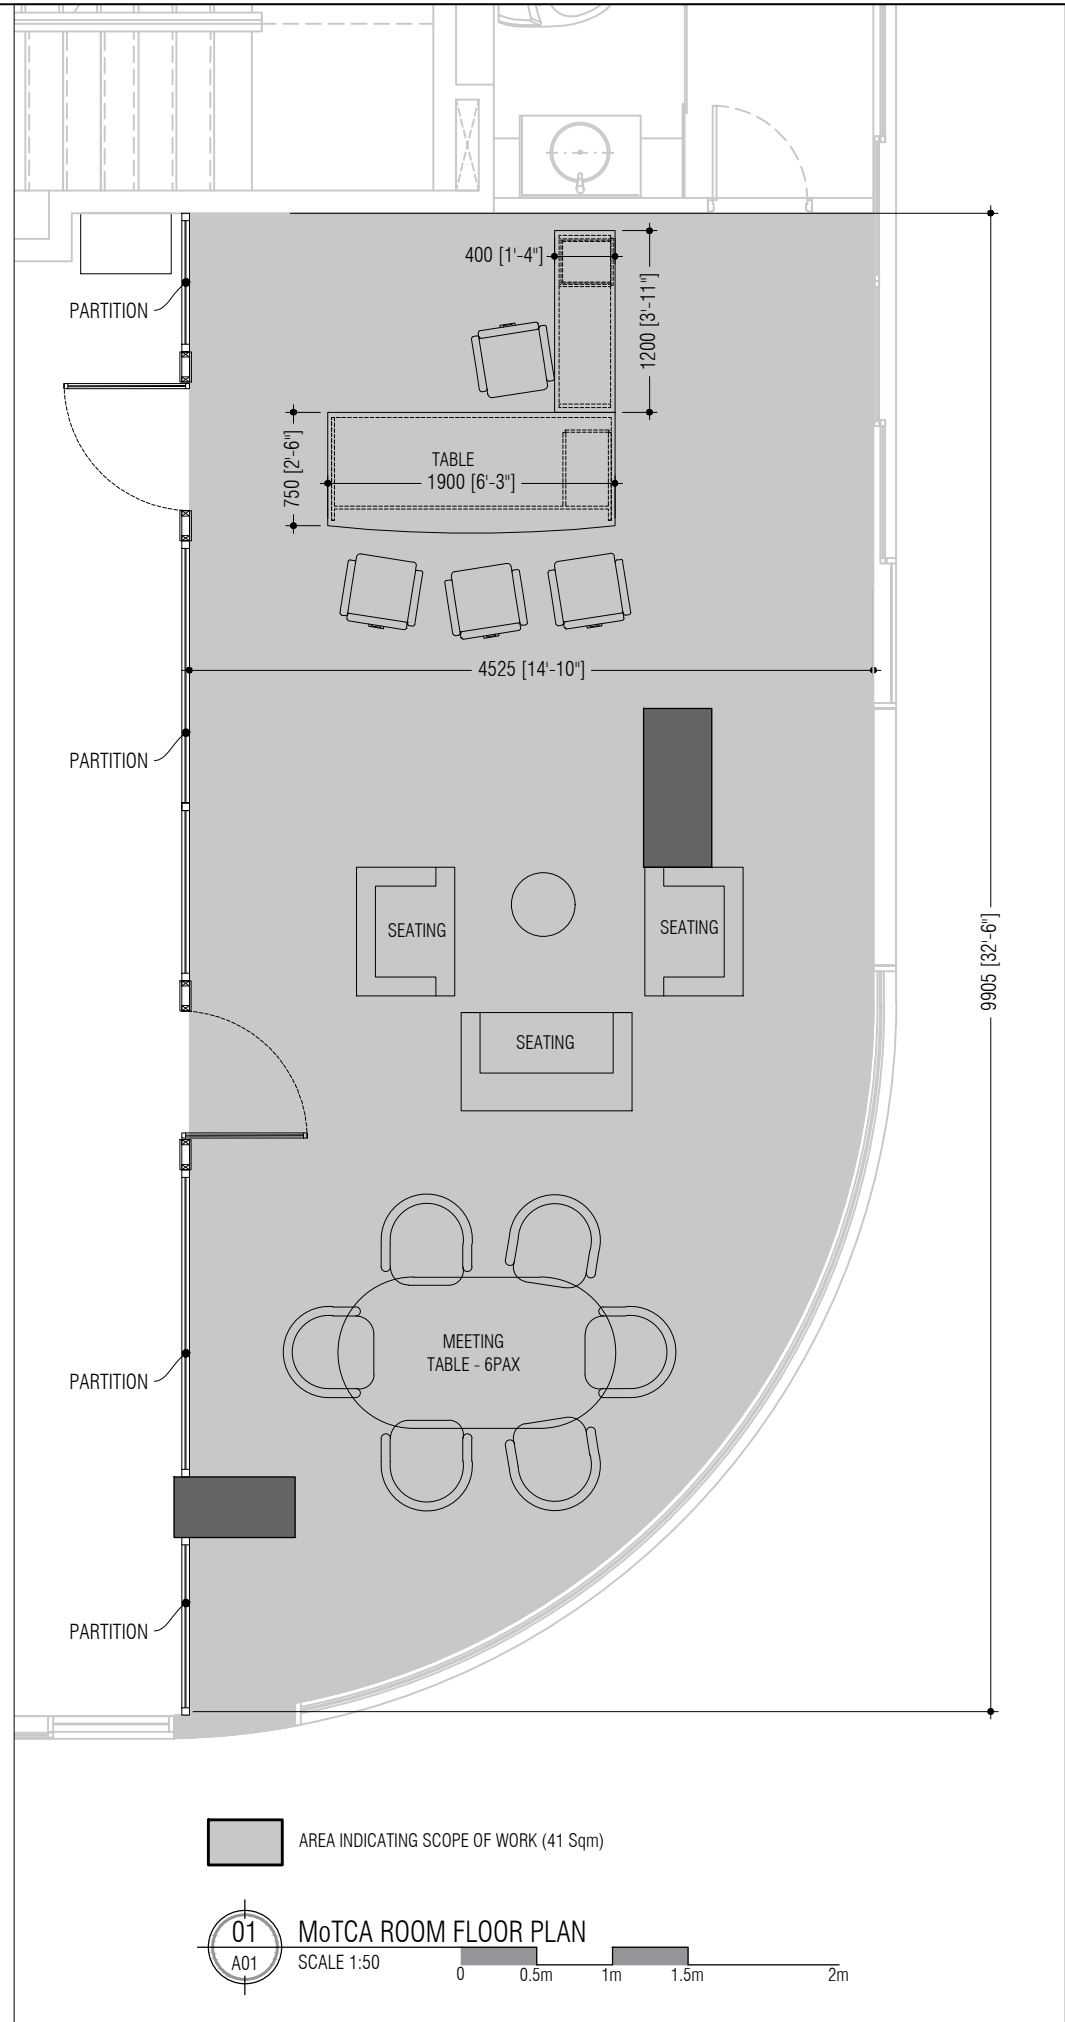 400 [1'-4"]
1200 [3'-11"]
PARTITION
750 [2'-6"]
TABLE
1900 [6'-3"]
4525 [14'-10"]
PARTITION
SEATING
SEATING
9905 [32'-6"]
SEATING
MEETING
TABLE - 6PAX
PARTITION
PARTITION
AREA INDICATING SCOPE OF WORK (41 Sqm)
01
A01
MoTCA ROOM FLOOR PLAN
SCALE 1:50
0 0.5m 1m 1.5m 2m